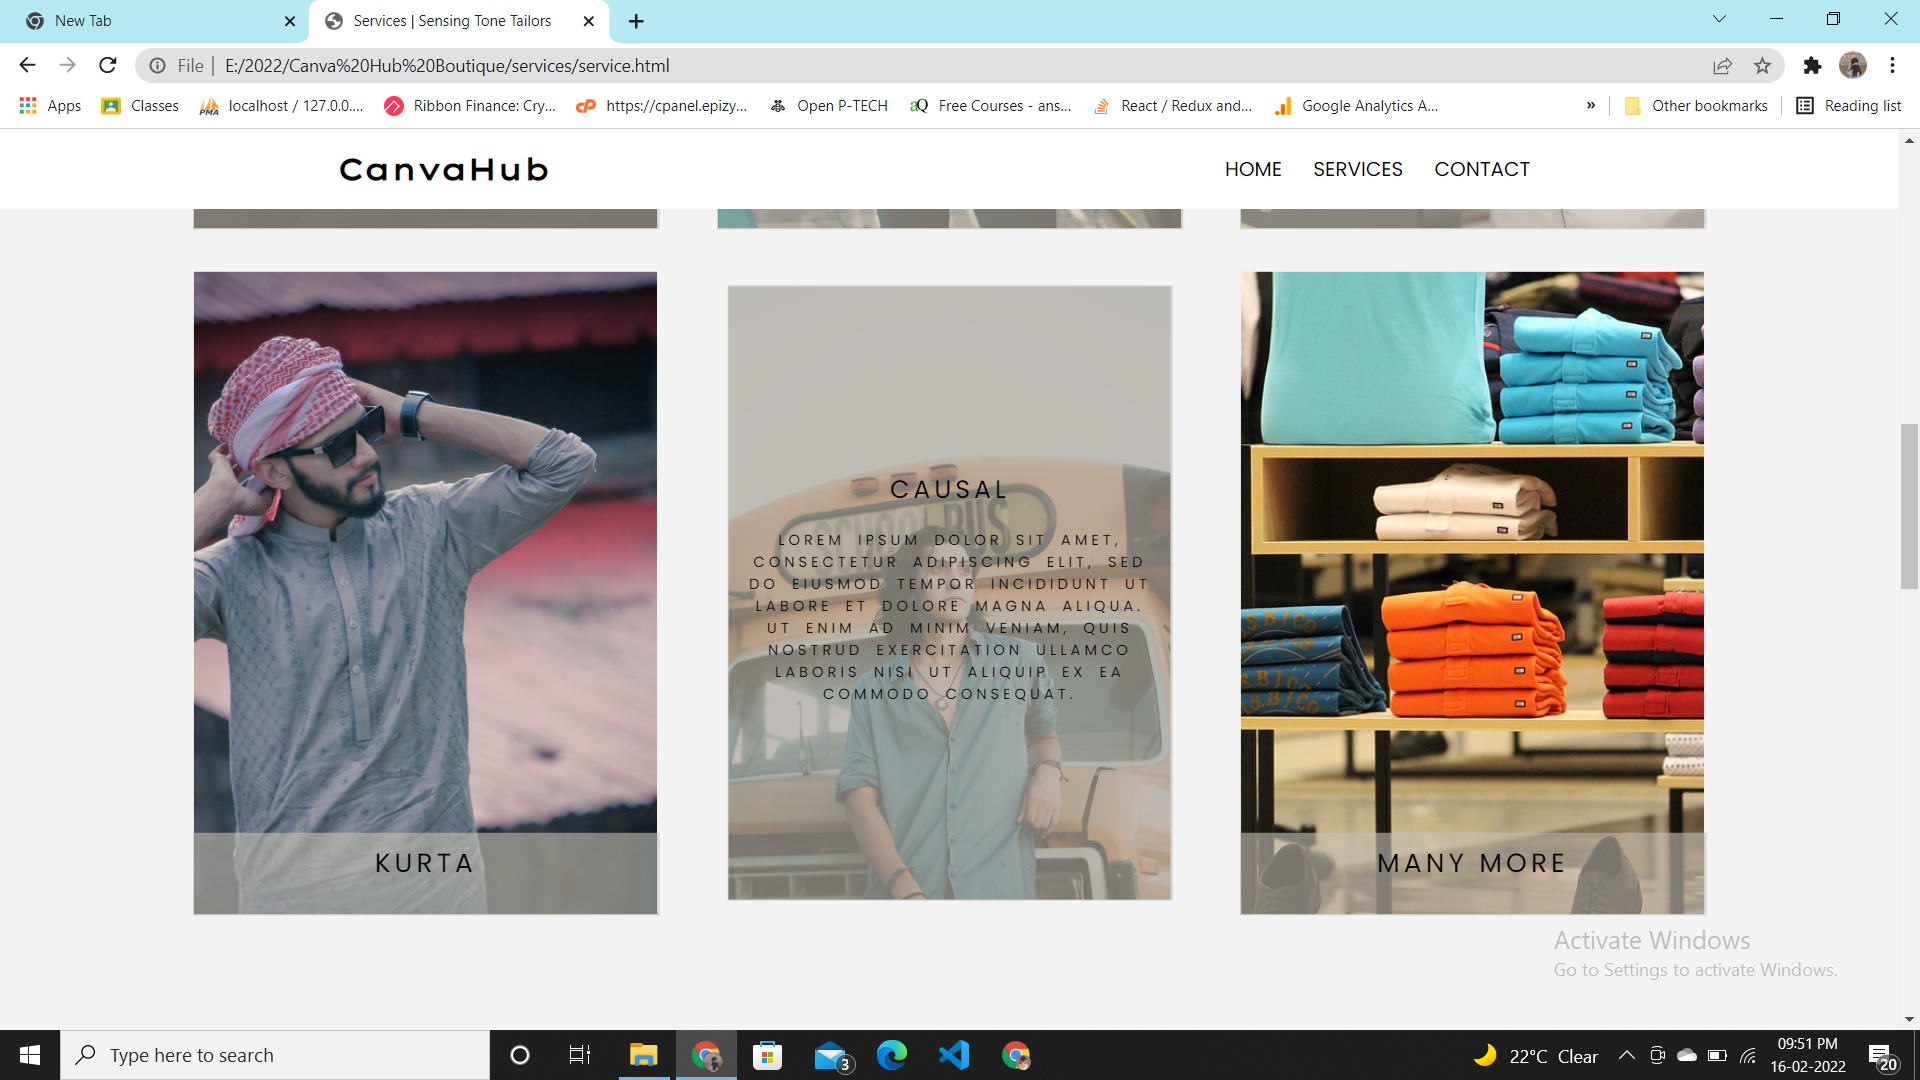 New Tab
Services | Sensing Tone Tailors
File | E:/2022/Canva%20Hub%20Boutique/services/service.html
Apps
Classes
localhost / 127.0.0....
PMA
Ribbon Finance: Cry...
https://cpanel.epizy...
Open P-TECH
Free Courses - ans...
React / Redux and...
Google Analytics A...
»
Other bookmarks
Reading list
CanvaHub
HOME
SERVICES
CONTACT
SCHOOL BUS
CAUSAL
LOREM IPSUM DOLOR SIT AMET,
CONSECTETUR ADIPISCING ELIT, SED
DO EIUSMOD TEMPOR INCIDIDUNT UT
LABORE ET DOLORE MAGNA ALIQUA.
UT ENIM AD MINIM VENIAM, QUIS
NOSTRUD EXERCITATION ULLAMCO
LABORIS NISI UT ALIQUIP EX EA
COMMODO CONSEQUAT.
KURTA
MANY MORE
Activate Windows
Go to Settings to activate Windows.
Type here to search
3
22°C Clear
09:51 PM
16-02-2022
20